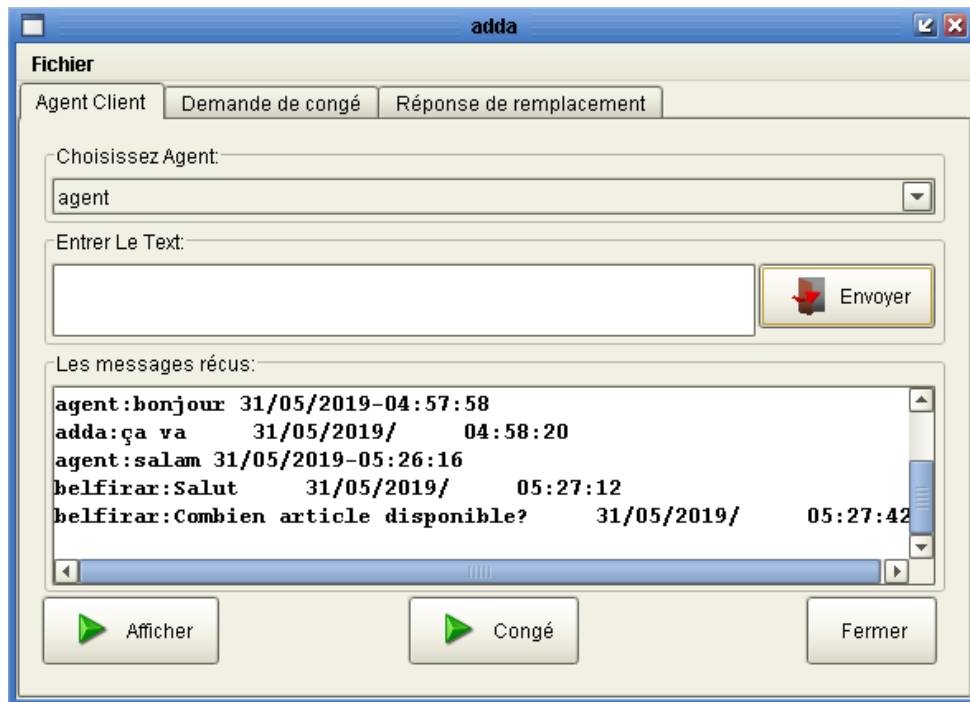 adda
Fichier
Agent Client Demande de congé Réponse de remplacement
Choisissez Agent:
agent
Entrer Le Text:
Envoyer
Les messages récus:
agent:bonjour 31/05/2019-04:57:58
adda:ça va 31/05/2019/ 04:58:20
agent:salam 31/05/2019-05:26:16
belfirar:Salut 31/05/2019/ 05:27:12
belfirar:Combien article disponible? 31/05/2019/ 05:27:42
Afficher Congé Fermer